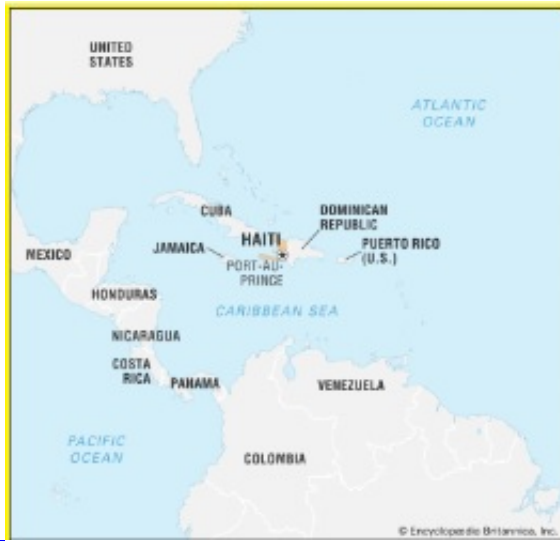 UNITED
STATES
ATLANTIC
OCEAN
CUBA
DOMINICAN
REPUBLIC
HAITI
PUERTO RICO
(U.S.)
MEXICO
JAMAICA
PORT-AU-
PRINCE
HONDURAS
CARIBBEAN SEA
NICARAGUA
COSTA
RICA
PANAMA
VENEZUELA
PACIFIC
OCEAN
COLOMBIA
© Encyclopædia Britannica, Inc.